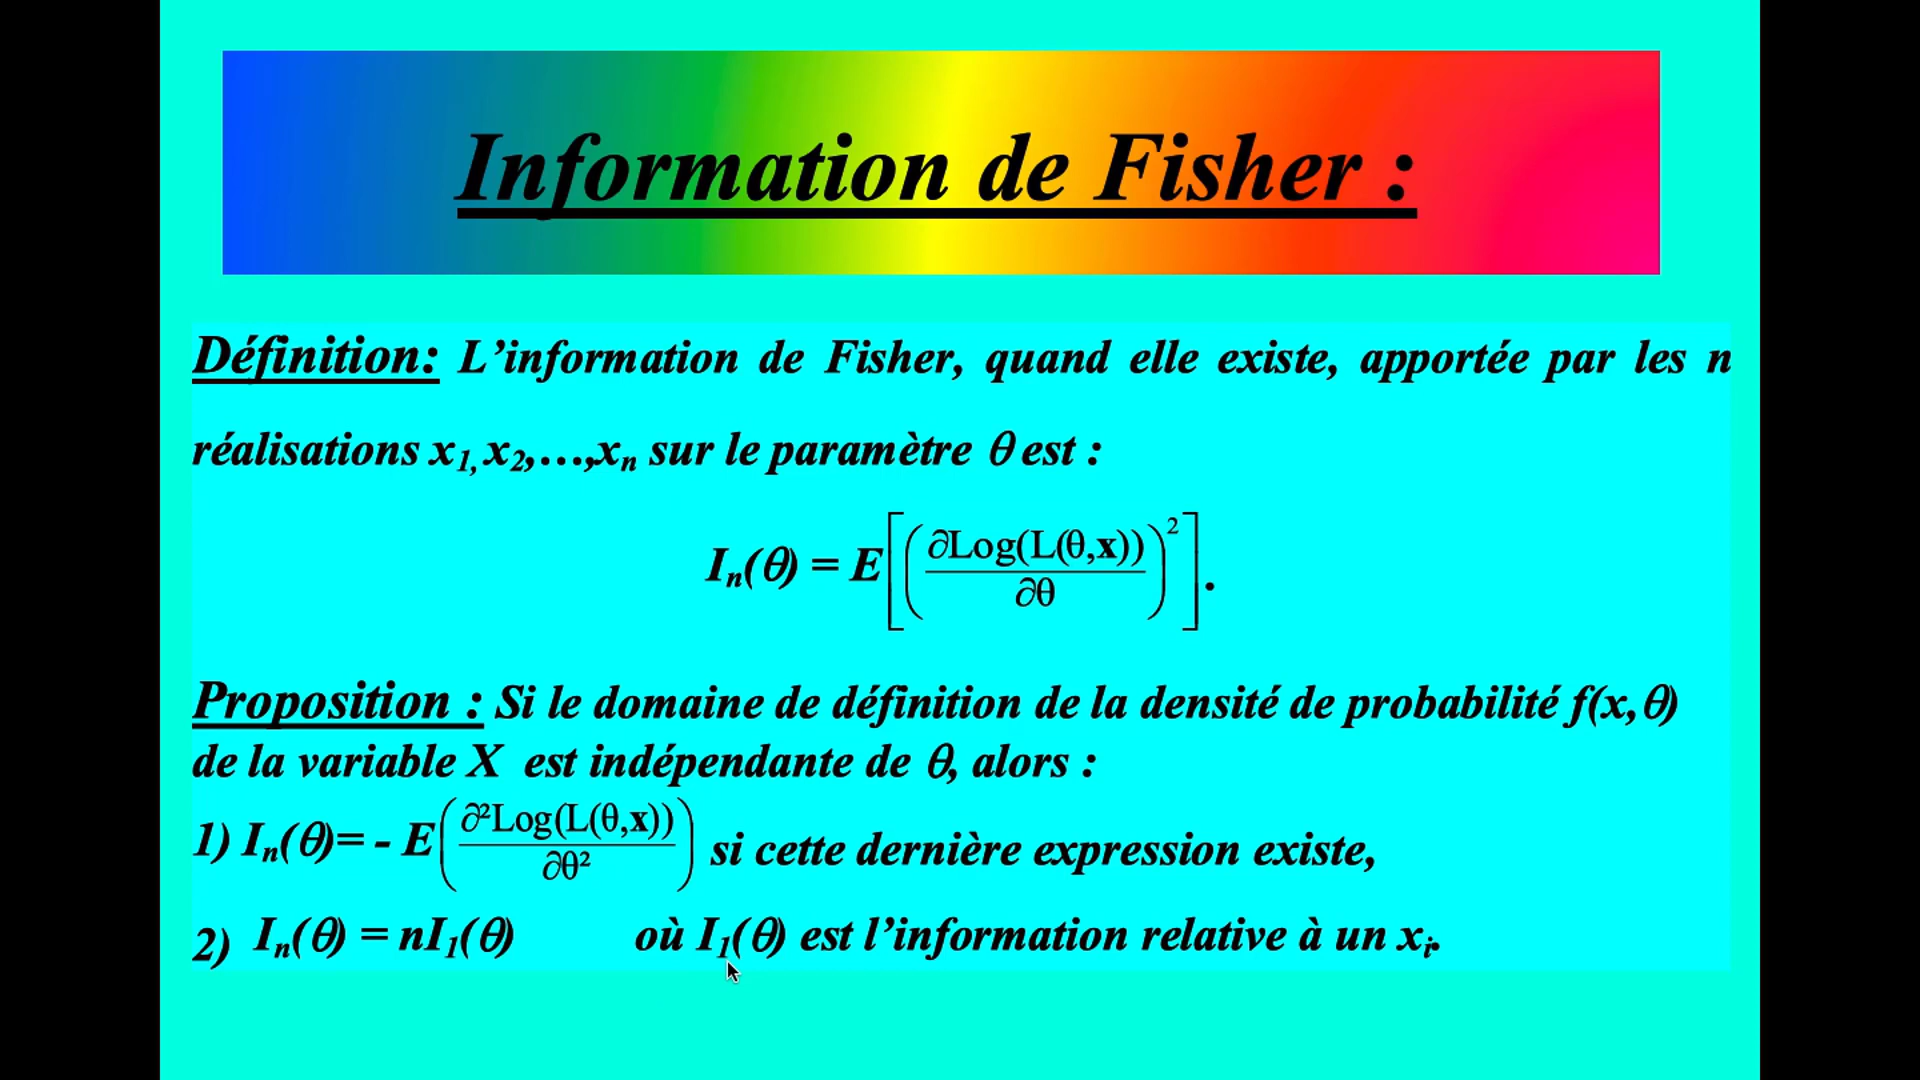 Information de Fisher :
Définition: L’information de Fisher, quand elle existe, apportée par les n
réalisations x₁, x₂,…,xₙ sur le paramètre θ est :
Iₙ(θ) = E[(∂Log(L(θ,x))/∂θ)²].
Proposition : Si le domaine de définition de la densité de probabilité f(x,θ)
de la variable X est indépendante de θ, alors :
1) Iₙ(θ)= - E(∂²Log(L(θ,x))/∂θ²) si cette dernière expression existe,
2) Iₙ(θ) = nI₁(θ) où I₁(θ) est l’information relative à un xᵢ.